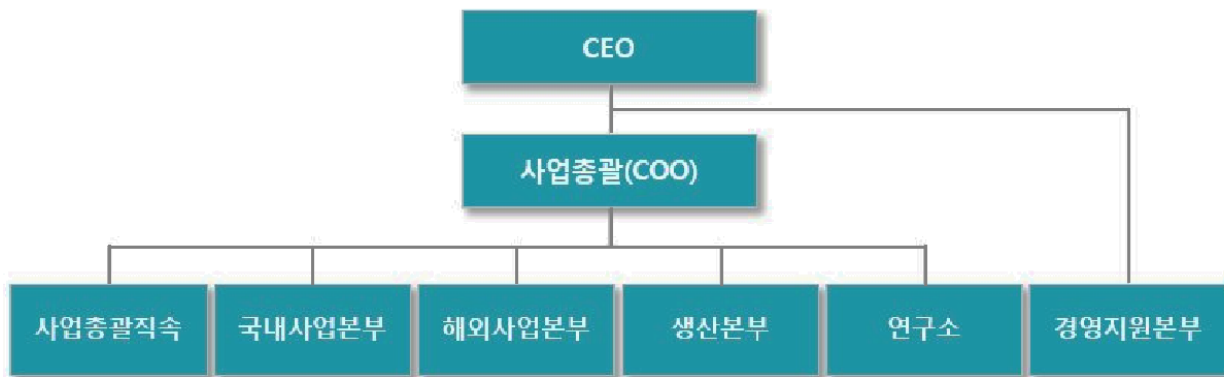 CEO
사업총괄(COO)
사업총괄직속
국내사업본부
해외사업본부
생산본부
연구소
경영지원본부